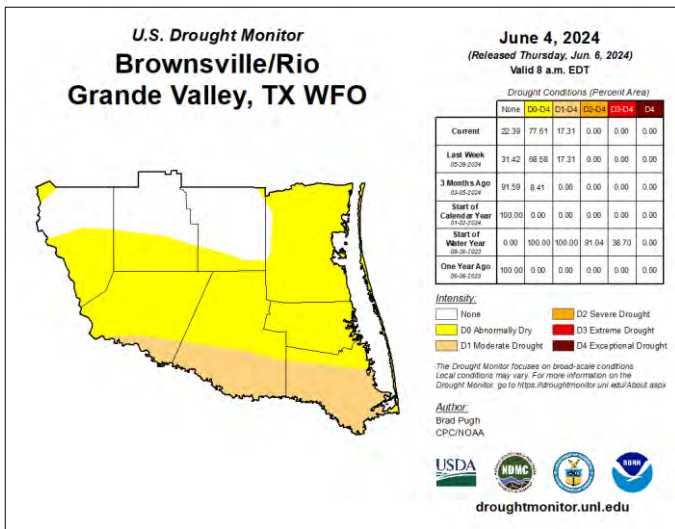 U.S. Drought Monitor
Brownsville/Rio
Grande Valley, TX WFO
June 4, 2024
(Released Thursday, Jun. 6, 2024)
Valid 8 a.m. EDT
Drought Conditions (Percent Area)
None D0-D4 D1-D4 D2-D4 D3-D4 D4
Current 22.39 77.61 17.31 0.00 0.00 0.00
Last Week 05-28-2024 31.42 68.58 17.31 0.00 0.00 0.00
3 Months Ago 03-05-2024 91.59 8.41 0.00 0.00 0.00 0.00
Start of Calendar Year 01-02-2024 100.00 0.00 0.00 0.00 0.00 0.00
Start of Water Year 09-26-2023 0.00 100.00 100.00 91.04 38.70 0.00
One Year Ago 06-06-2023 100.00 0.00 0.00 0.00 0.00 0.00
Intensity:
None
D0 Abnormally Dry
D1 Moderate Drought
D2 Severe Drought
D3 Extreme Drought
D4 Exceptional Drought
The Drought Monitor focuses on broad-scale conditions.
Local conditions may vary. For more information on the
Drought Monitor, go to https://droughtmonitor.unl.edu/About.aspx
Author:
Brad Pugh
CPC/NOAA
USDA
NDMC
NOAA
droughtmonitor.unl.edu